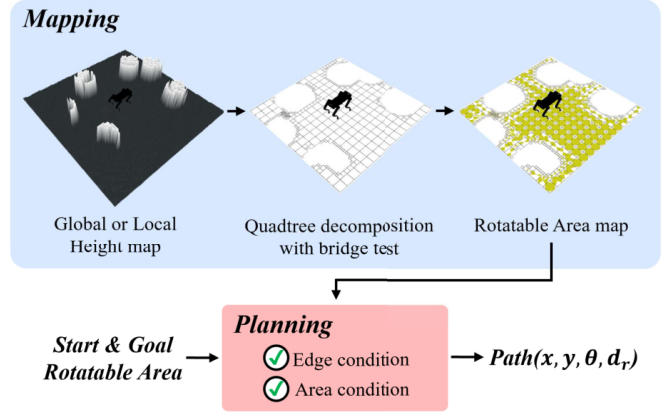 Mapping
Global or Local
Height map
Quadtree decomposition
with bridge test
Rotatable Area map
Planning
Start & Goal
Rotatable Area
Edge condition
Area condition
Path(x, y, θ, d_r)